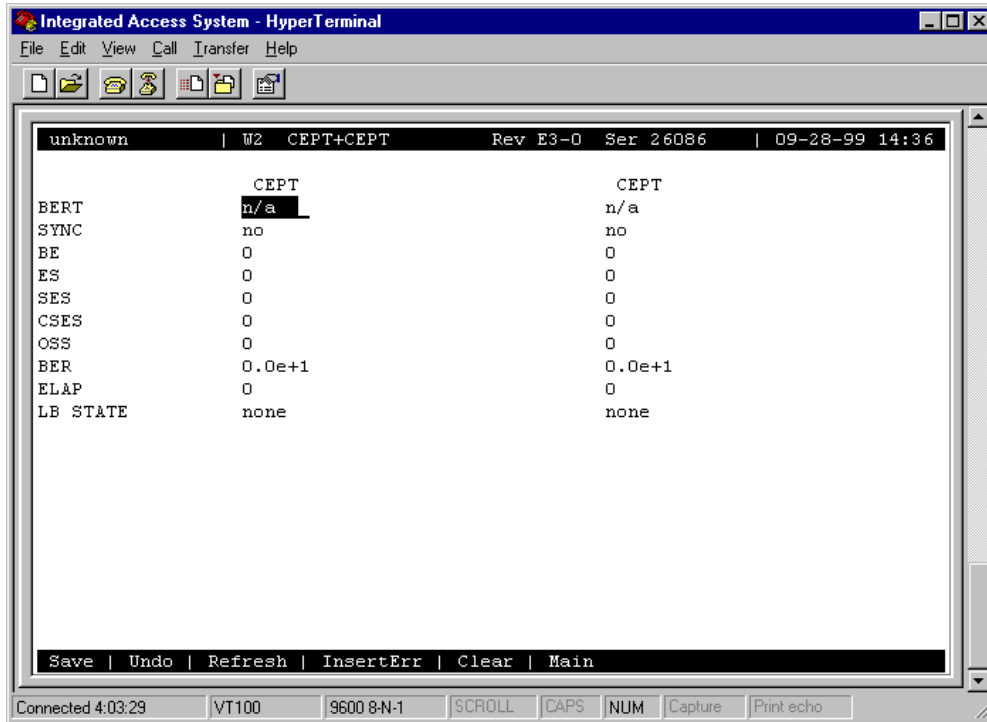 Integrated Access System - HyperTerminal
File Edit View Call Transfer Help
unknown | W2 CEPT+CEPT Rev E3-0 Ser 26086 | 09-28-99 14:36
CEPT CEPT
BERT n/a n/a
SYNC no no
BE 0 0
ES 0 0
SES 0 0
CSES 0 0
OSS 0 0
BER 0.0e+1 0.0e+1
ELAP 0 0
LB STATE none none
Save | Undo | Refresh | InsertErr | Clear | Main
Connected 4:03:29 VT100 9600 8-N-1 SCROLL CAPS NUM Capture Print echo